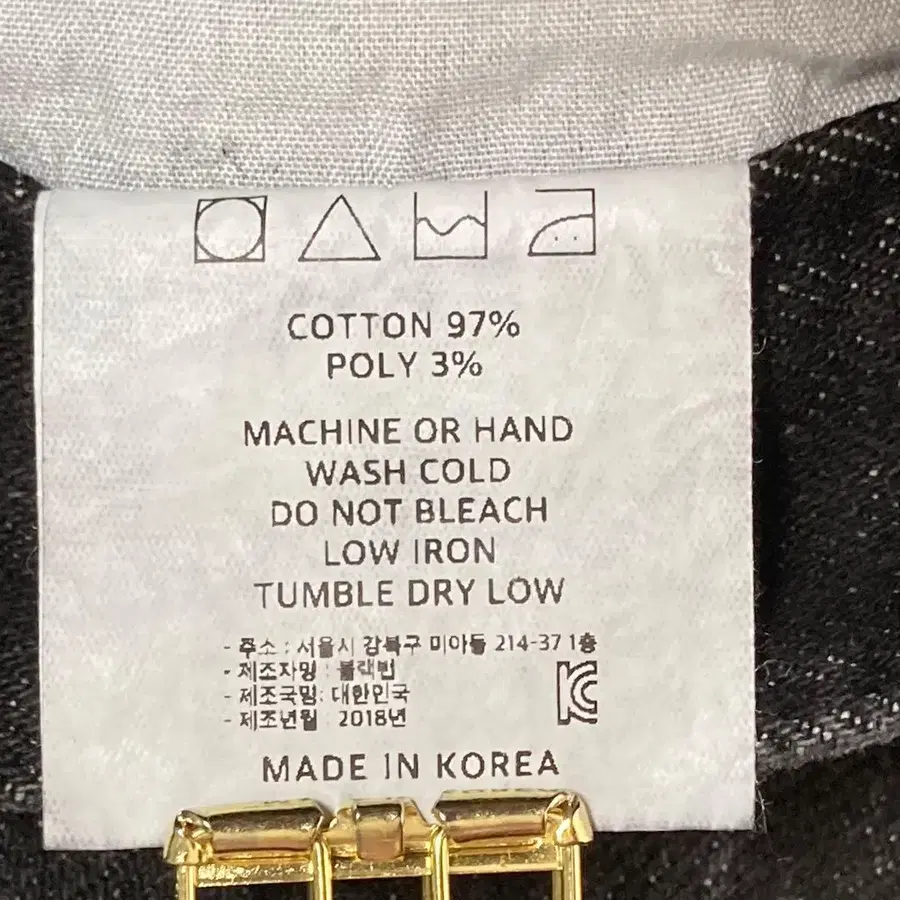 COTTON 97%
POLY 3%
MACHINE OR HAND
WASH COLD
DO NOT BLEACH
LOW IRON
TUMBLE DRY LOW
- 주소 : 서울시 강북구 미아동 214-37 1층
- 제조자명 : 블랙번
- 제조국명: 대한민국
- 제조년월 : 2018년
KC
MADE IN KOREA